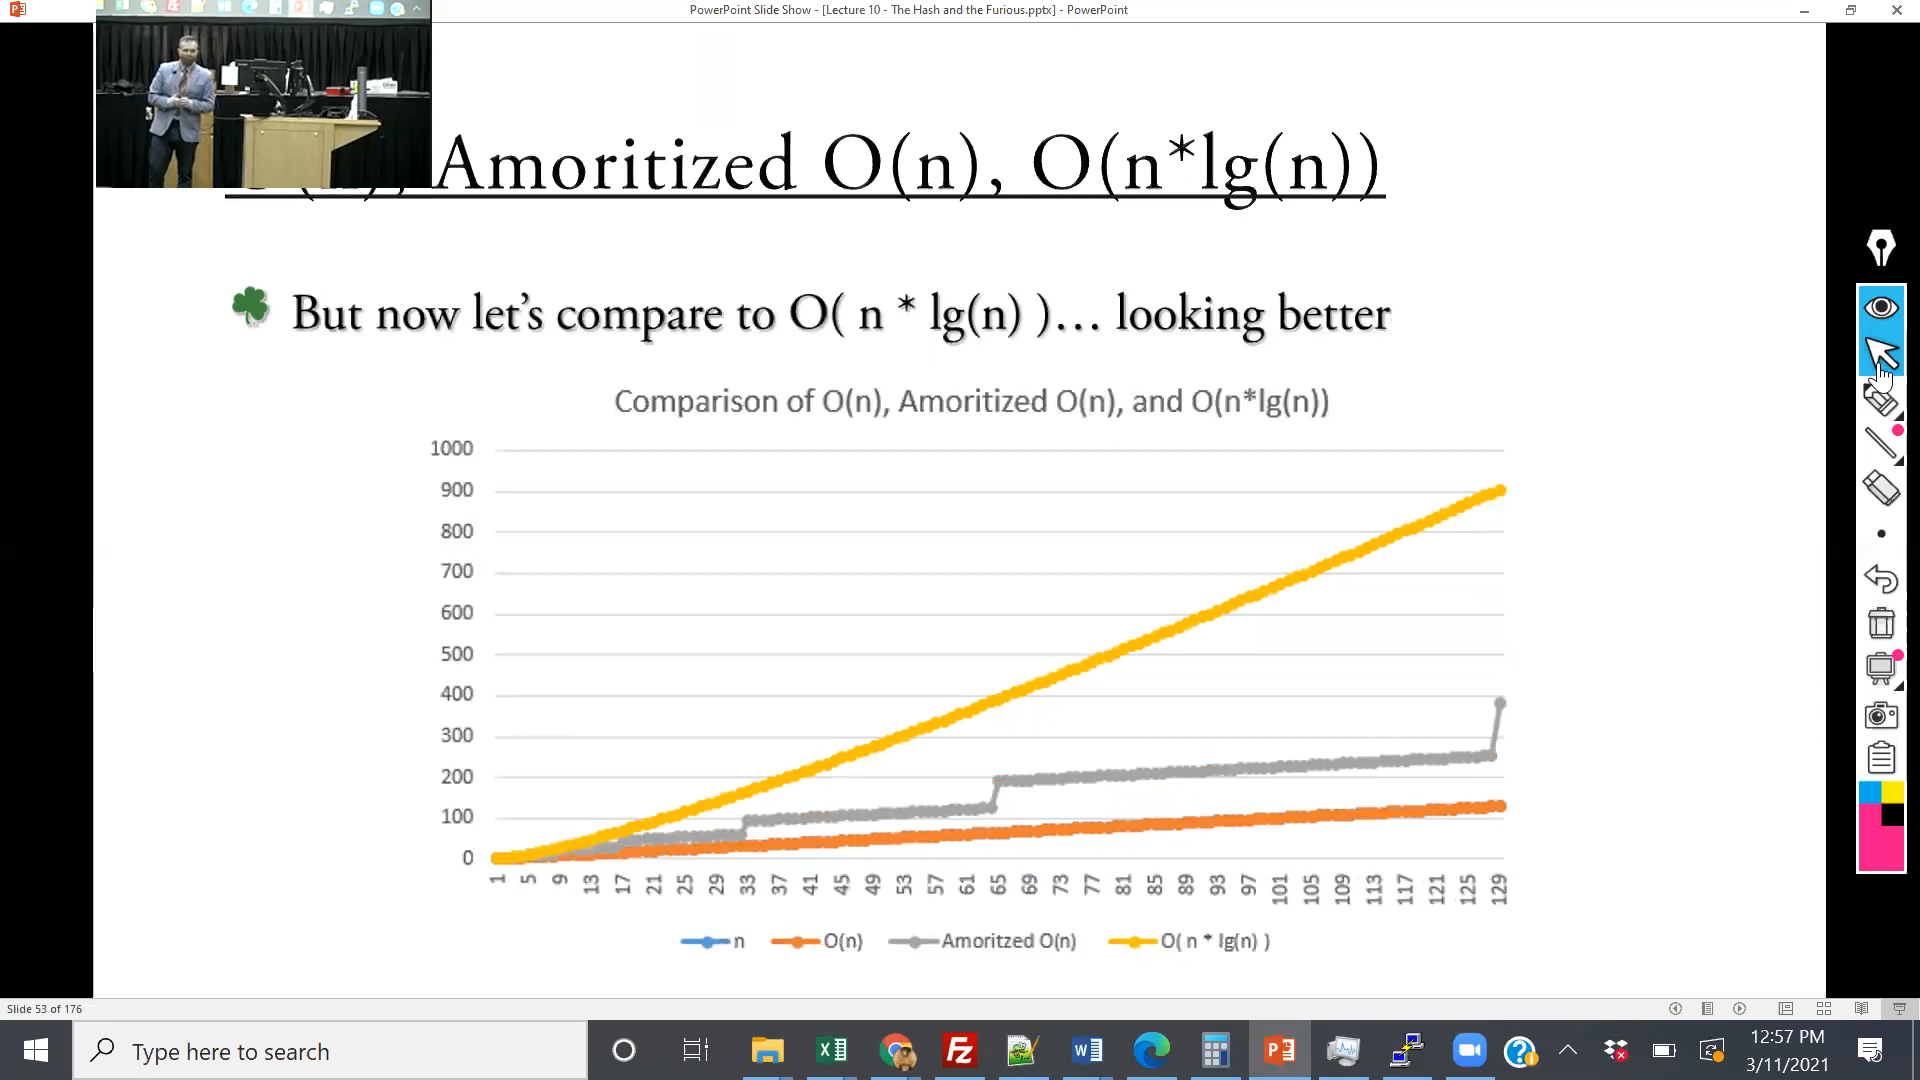 PowerPoint Slide Show - [Lecture 10 - The Hash and the Furious.pptx] - PowerPoint
Amoritized O(n), O(n*lg(n))
But now let's compare to O( n * lg(n) )… looking better
Comparison of O(n), Amoritized O(n), and O(n*lg(n))
1000
900
800
700
600
500
400
300
200
100
0
1 5 9 13 17 21 25 29 33 37 41 45 49 53 57 61 65 69 73 77 81 85 89 93 97 101 105 109 113 117 121 125 129
n O(n) Amoritzed O(n) O( n * lg(n) )
Slide 53 of 176
Type here to search
12:57 PM
3/11/2021